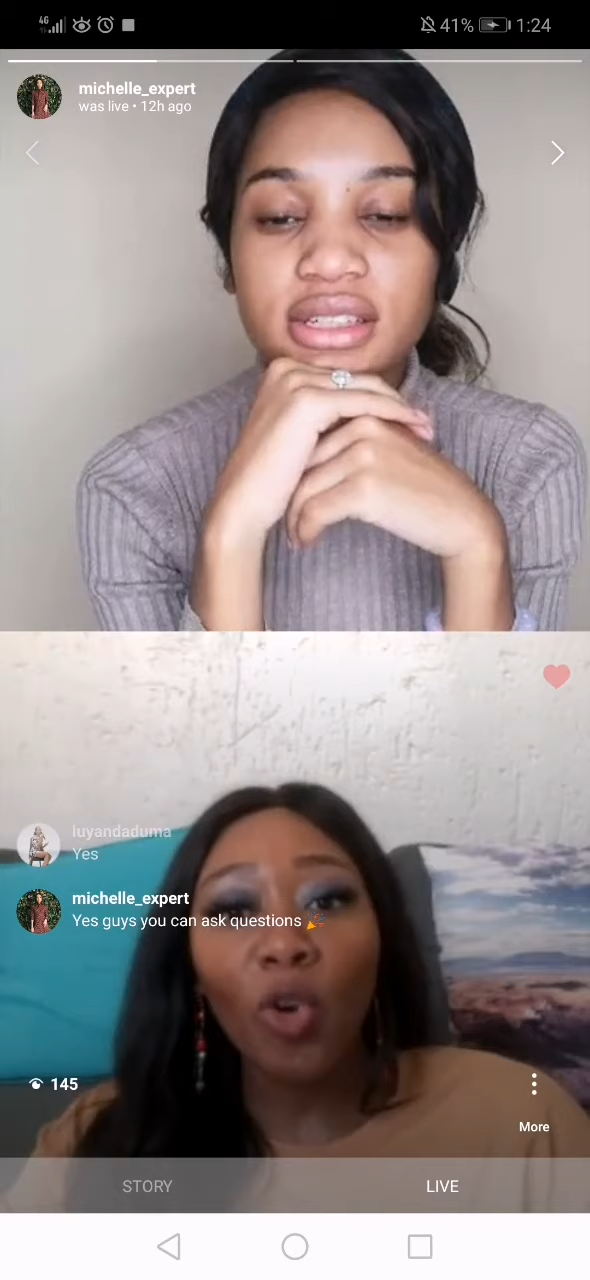 4G 41% 1:24
michelle_expert
was live • 12h ago
luyandaduma
Yes
michelle_expert
Yes guys you can ask questions 🎉
145
More
STORY LIVE